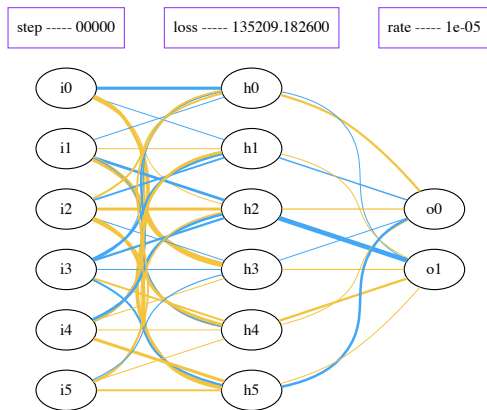 step ----- 00000 loss ----- 135209.182600 rate ----- 1e-05
i0 h0
i1 h1
i2 h2 o0
i3 h3 o1
i4 h4
i5 h5